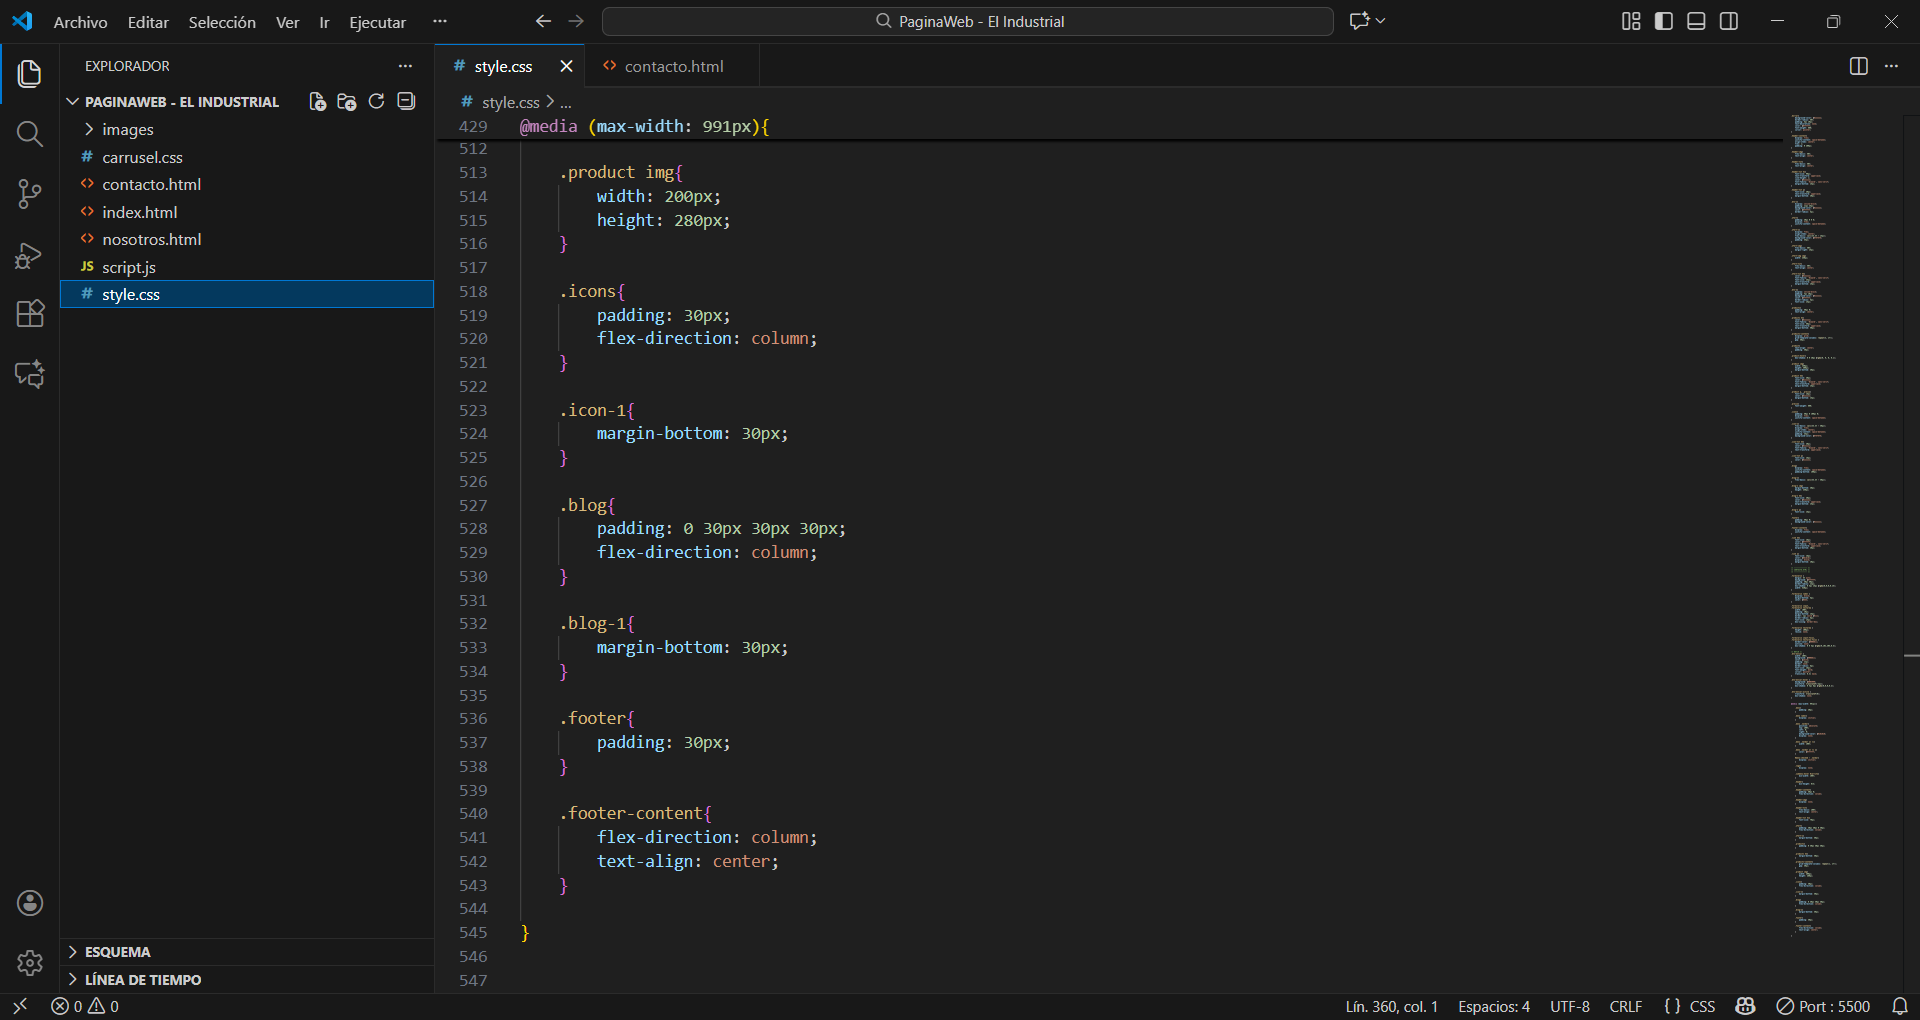 Archivo Editar Selección Ver Ir Ejecutar ··· PaginaWeb - El Industrial
EXPLORADOR ···
PAGINAWEB - EL INDUSTRIAL
images
# carrusel.css
<> contacto.html
<> index.html
<> nosotros.html
JS script.js
# style.css
ESQUEMA
LÍNEA DE TIEMPO
# style.css <> contacto.html ···
# style.css > ...
429 @media (max-width: 991px){
512
513 .product img{
514 width: 200px;
515 height: 280px;
516 }
517
518 .icons{
519 padding: 30px;
520 flex-direction: column;
521 }
522
523 .icon-1{
524 margin-bottom: 30px;
525 }
526
527 .blog{
528 padding: 0 30px 30px 30px;
529 flex-direction: column;
530 }
531
532 .blog-1{
533 margin-bottom: 30px;
534 }
535
536 .footer{
537 padding: 30px;
538 }
539
540 .footer-content{
541 flex-direction: column;
542 text-align: center;
543 }
544
545 }
546
547
0 0 Lín. 360, col. 1 Espacios: 4 UTF-8 CRLF {} CSS Port : 5500